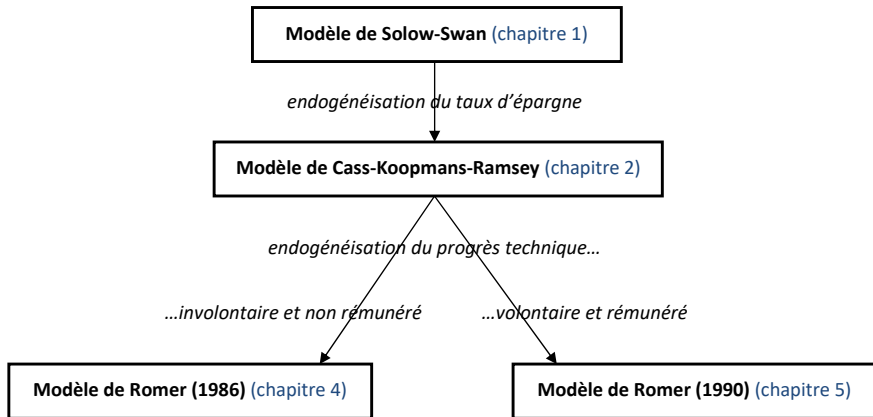 Modèle de Solow-Swan (chapitre 1)
endogénéisation du taux d’épargne
Modèle de Cass-Koopmans-Ramsey (chapitre 2)
endogénéisation du progrès technique…
…involontaire et non rémunéré
…volontaire et rémunéré
Modèle de Romer (1986) (chapitre 4)
Modèle de Romer (1990) (chapitre 5)